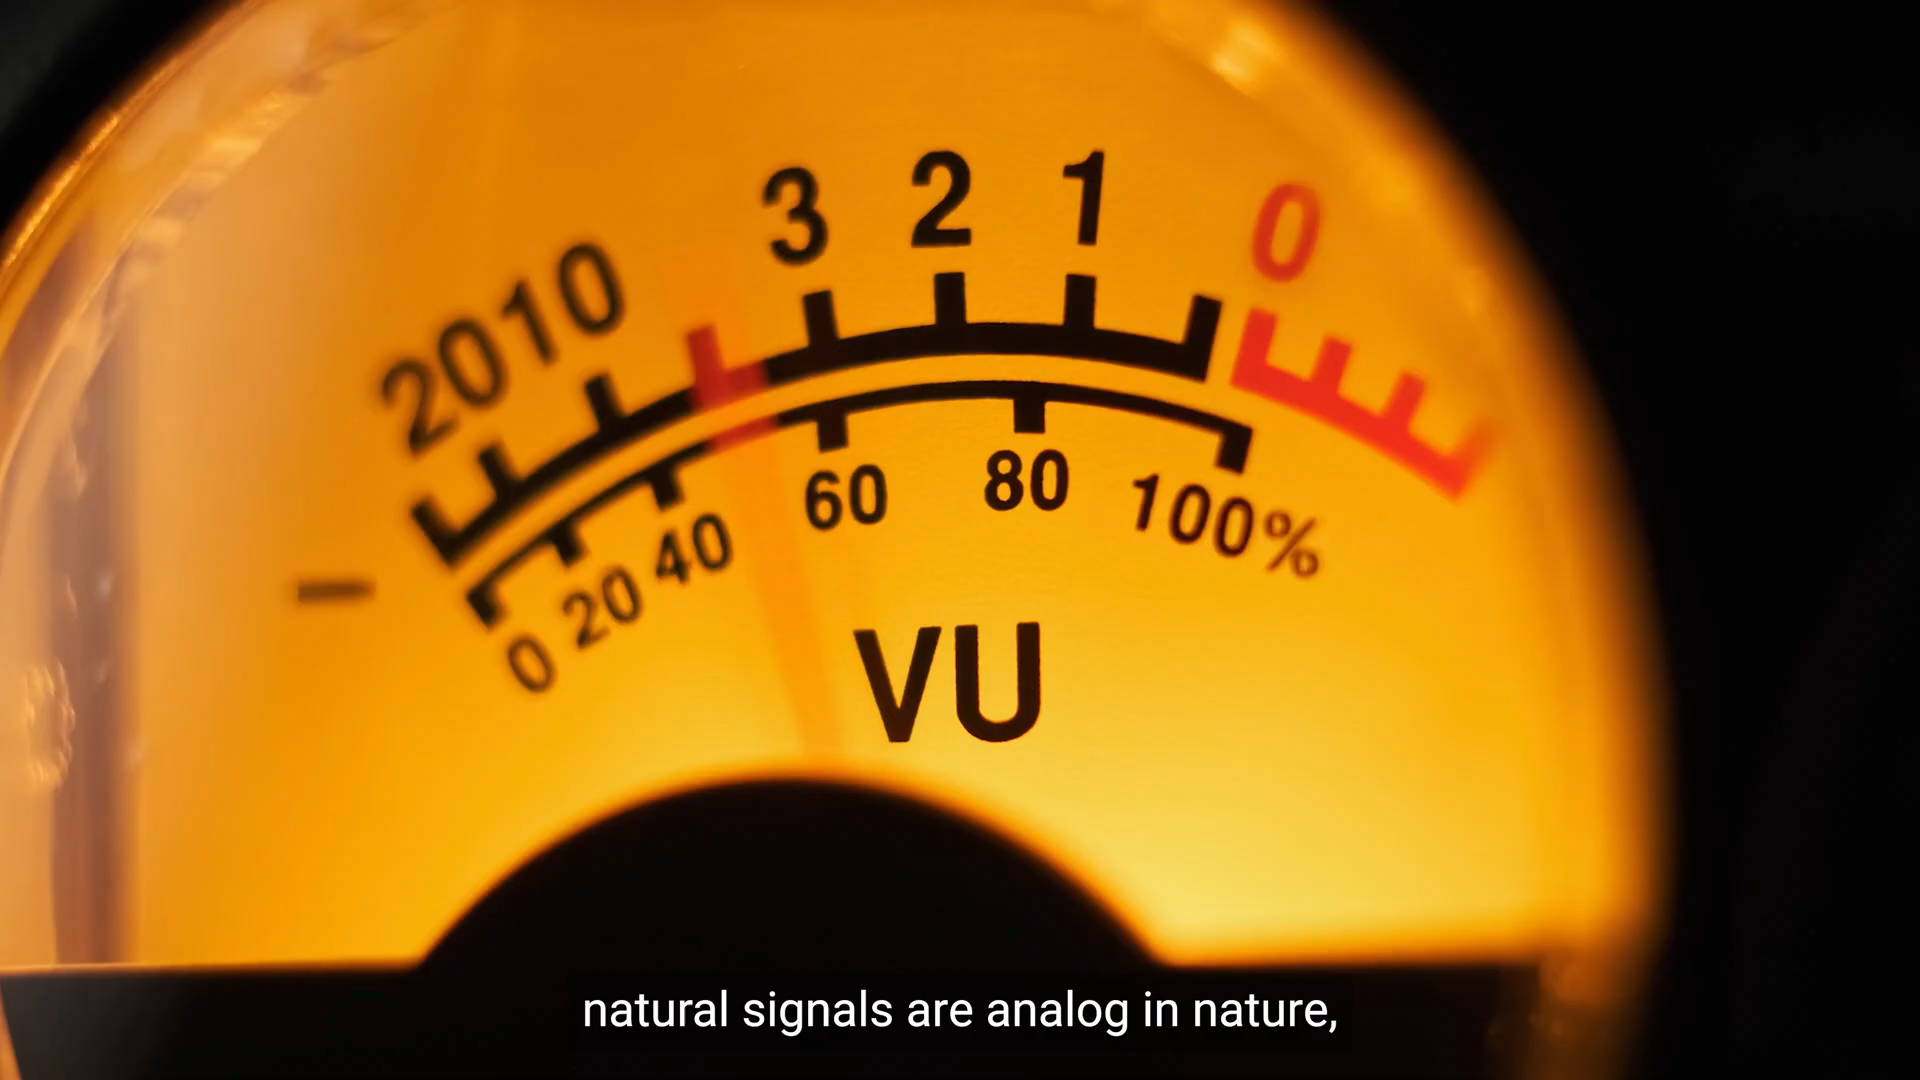 2010 3 2 1 0
0 20 40 60 80 100%
VU
natural signals are analog in nature,